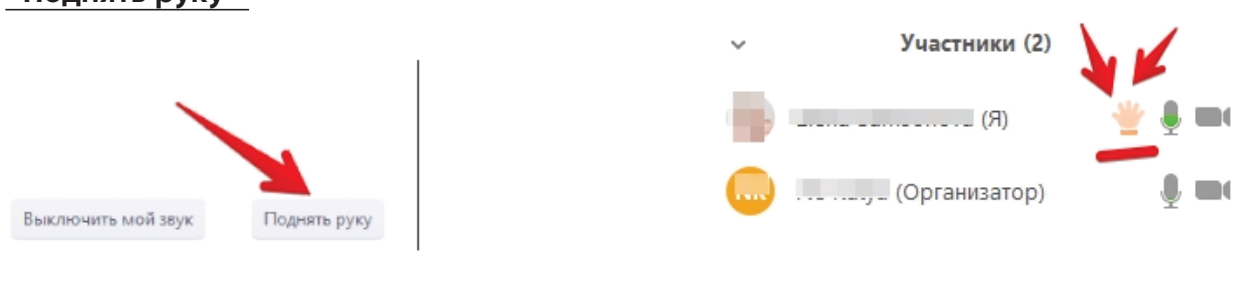 "Поднять руку"
Выключить мой звук
Поднять руку
Участники (2)
(Я)
(Организатор)